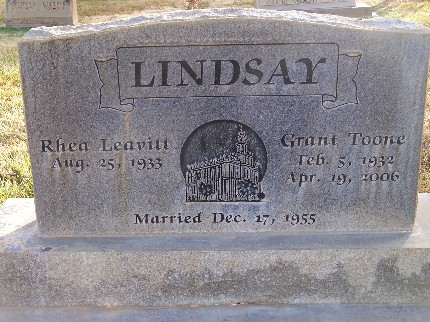 LINDSAY
Rhea Leavitt
Aug. 25, 1933
Grant Toone
Feb. 5, 1932
Apr. 19, 2006
Married Dec. 17, 1955